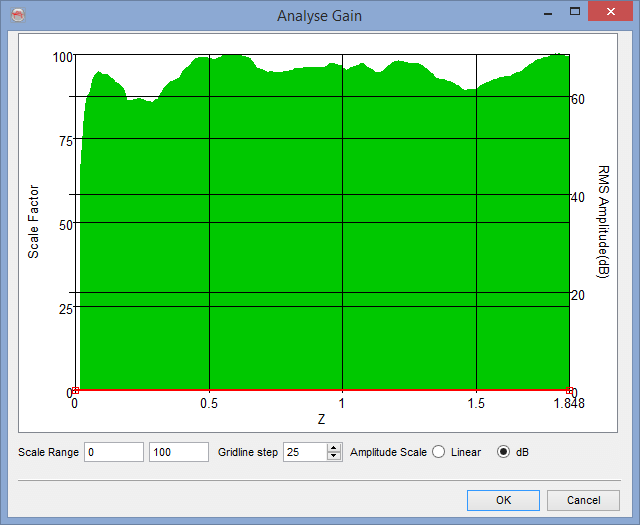 Analyse Gain
100
75
50
25
0
Scale Factor
60
40
20
0
RMS Amplitude(dB)
0 0.5 1 1.5 1.848
Z
Scale Range 0 100 Gridline step 25 Amplitude Scale Linear dB
OK Cancel